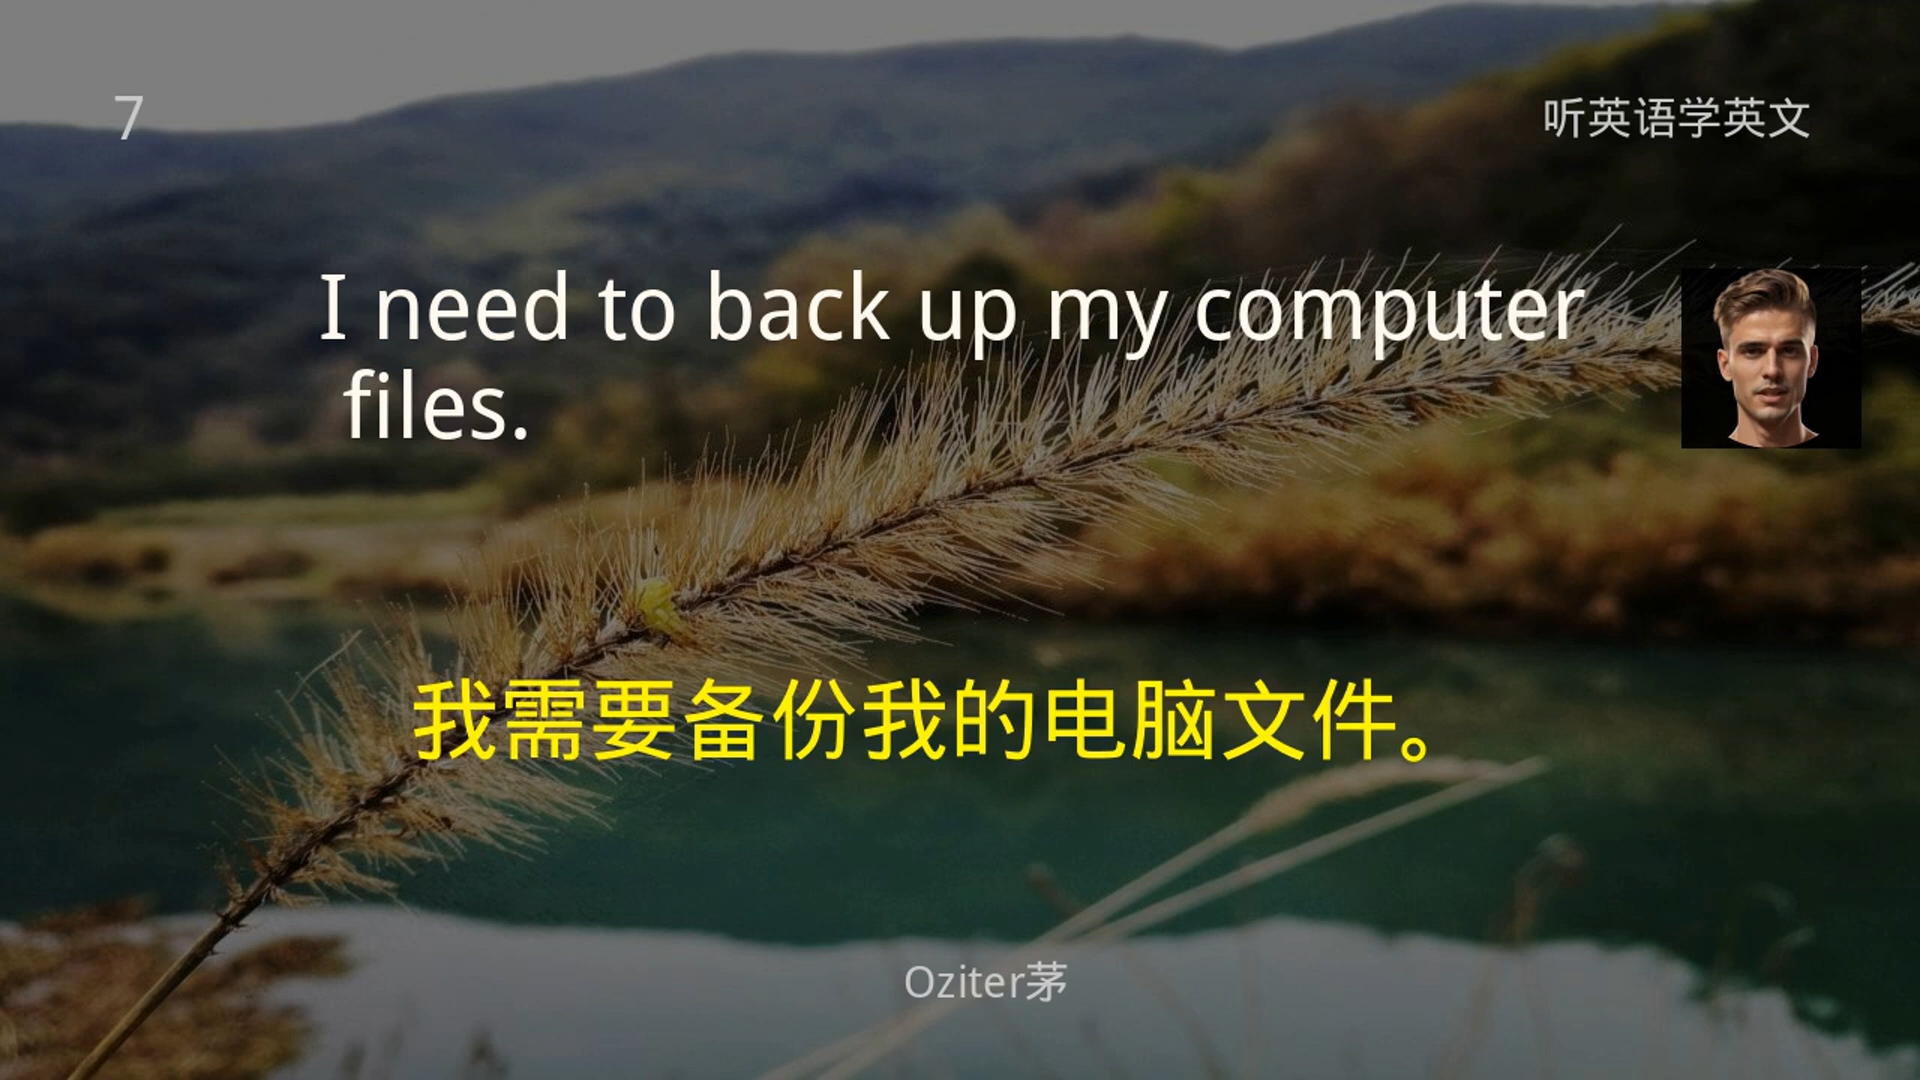 7
听英语学英文
I need to back up my computer
files.
我需要备份我的电脑文件。
Oziter茅